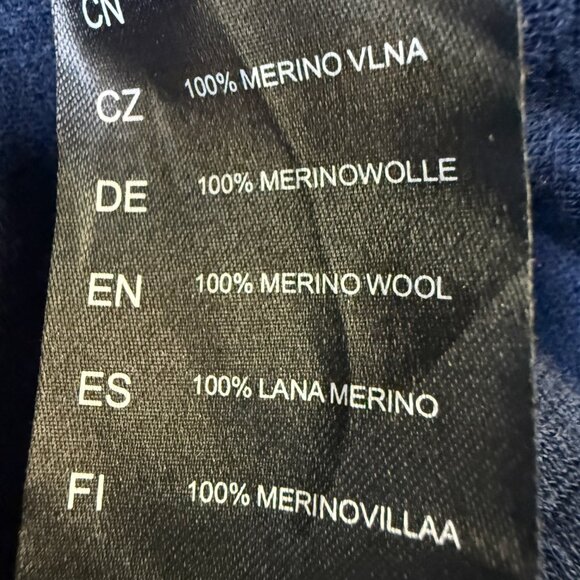 CN
CZ 100% MERINO VLNA
DE 100% MERINOWOLLE
EN 100% MERINO WOOL
ES 100% LANA MERINO
FI 100% MERINOVILLAA